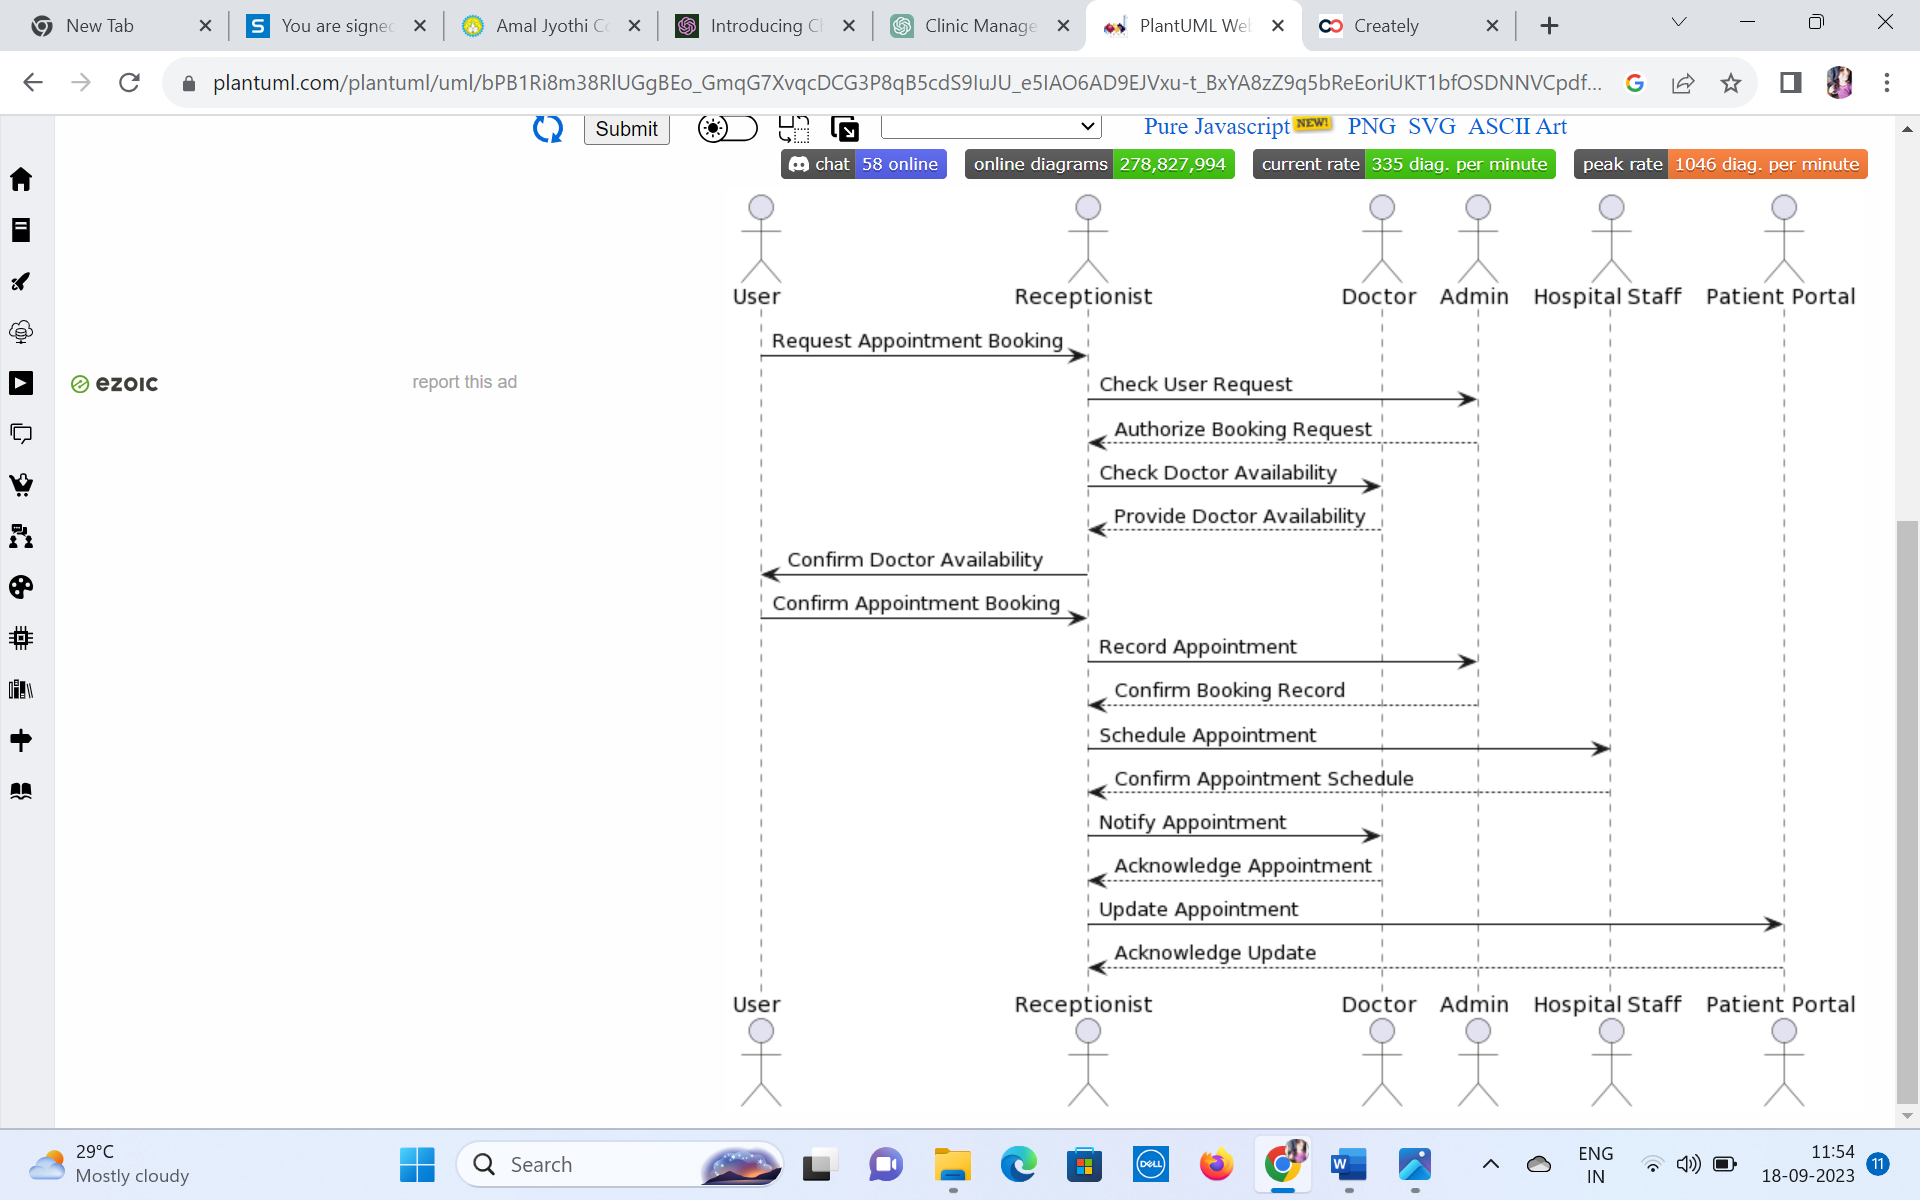 New Tab
You are signed
Amal Jyothi Co
Introducing Ch
Clinic Manage
PlantUML Web
Creately
plantuml.com/plantuml/uml/bPB1Ri8m38RlUGgBEo_GmqG7XvqcDCG3P8qB5cdS9IuJU_e5IAO6AD9EJVxu-t_BxYA8zZ9q5bReEoriUKT1bfOSDNNVCpdf...
Submit
Pure Javascript NEW! PNG SVG ASCII Art
chat 58 online
online diagrams 278,827,994
current rate 335 diag. per minute
peak rate 1046 diag. per minute
User Receptionist Doctor Admin Hospital Staff Patient Portal
Request Appointment Booking
ezoic report this ad
Check User Request
Authorize Booking Request
Check Doctor Availability
Provide Doctor Availability
Confirm Doctor Availability
Confirm Appointment Booking
Record Appointment
Confirm Booking Record
Schedule Appointment
Confirm Appointment Schedule
Notify Appointment
Acknowledge Appointment
Update Appointment
Acknowledge Update
User Receptionist Doctor Admin Hospital Staff Patient Portal
29°C
Mostly cloudy
Search
DELL
ENG
IN
11:54
18-09-2023
11